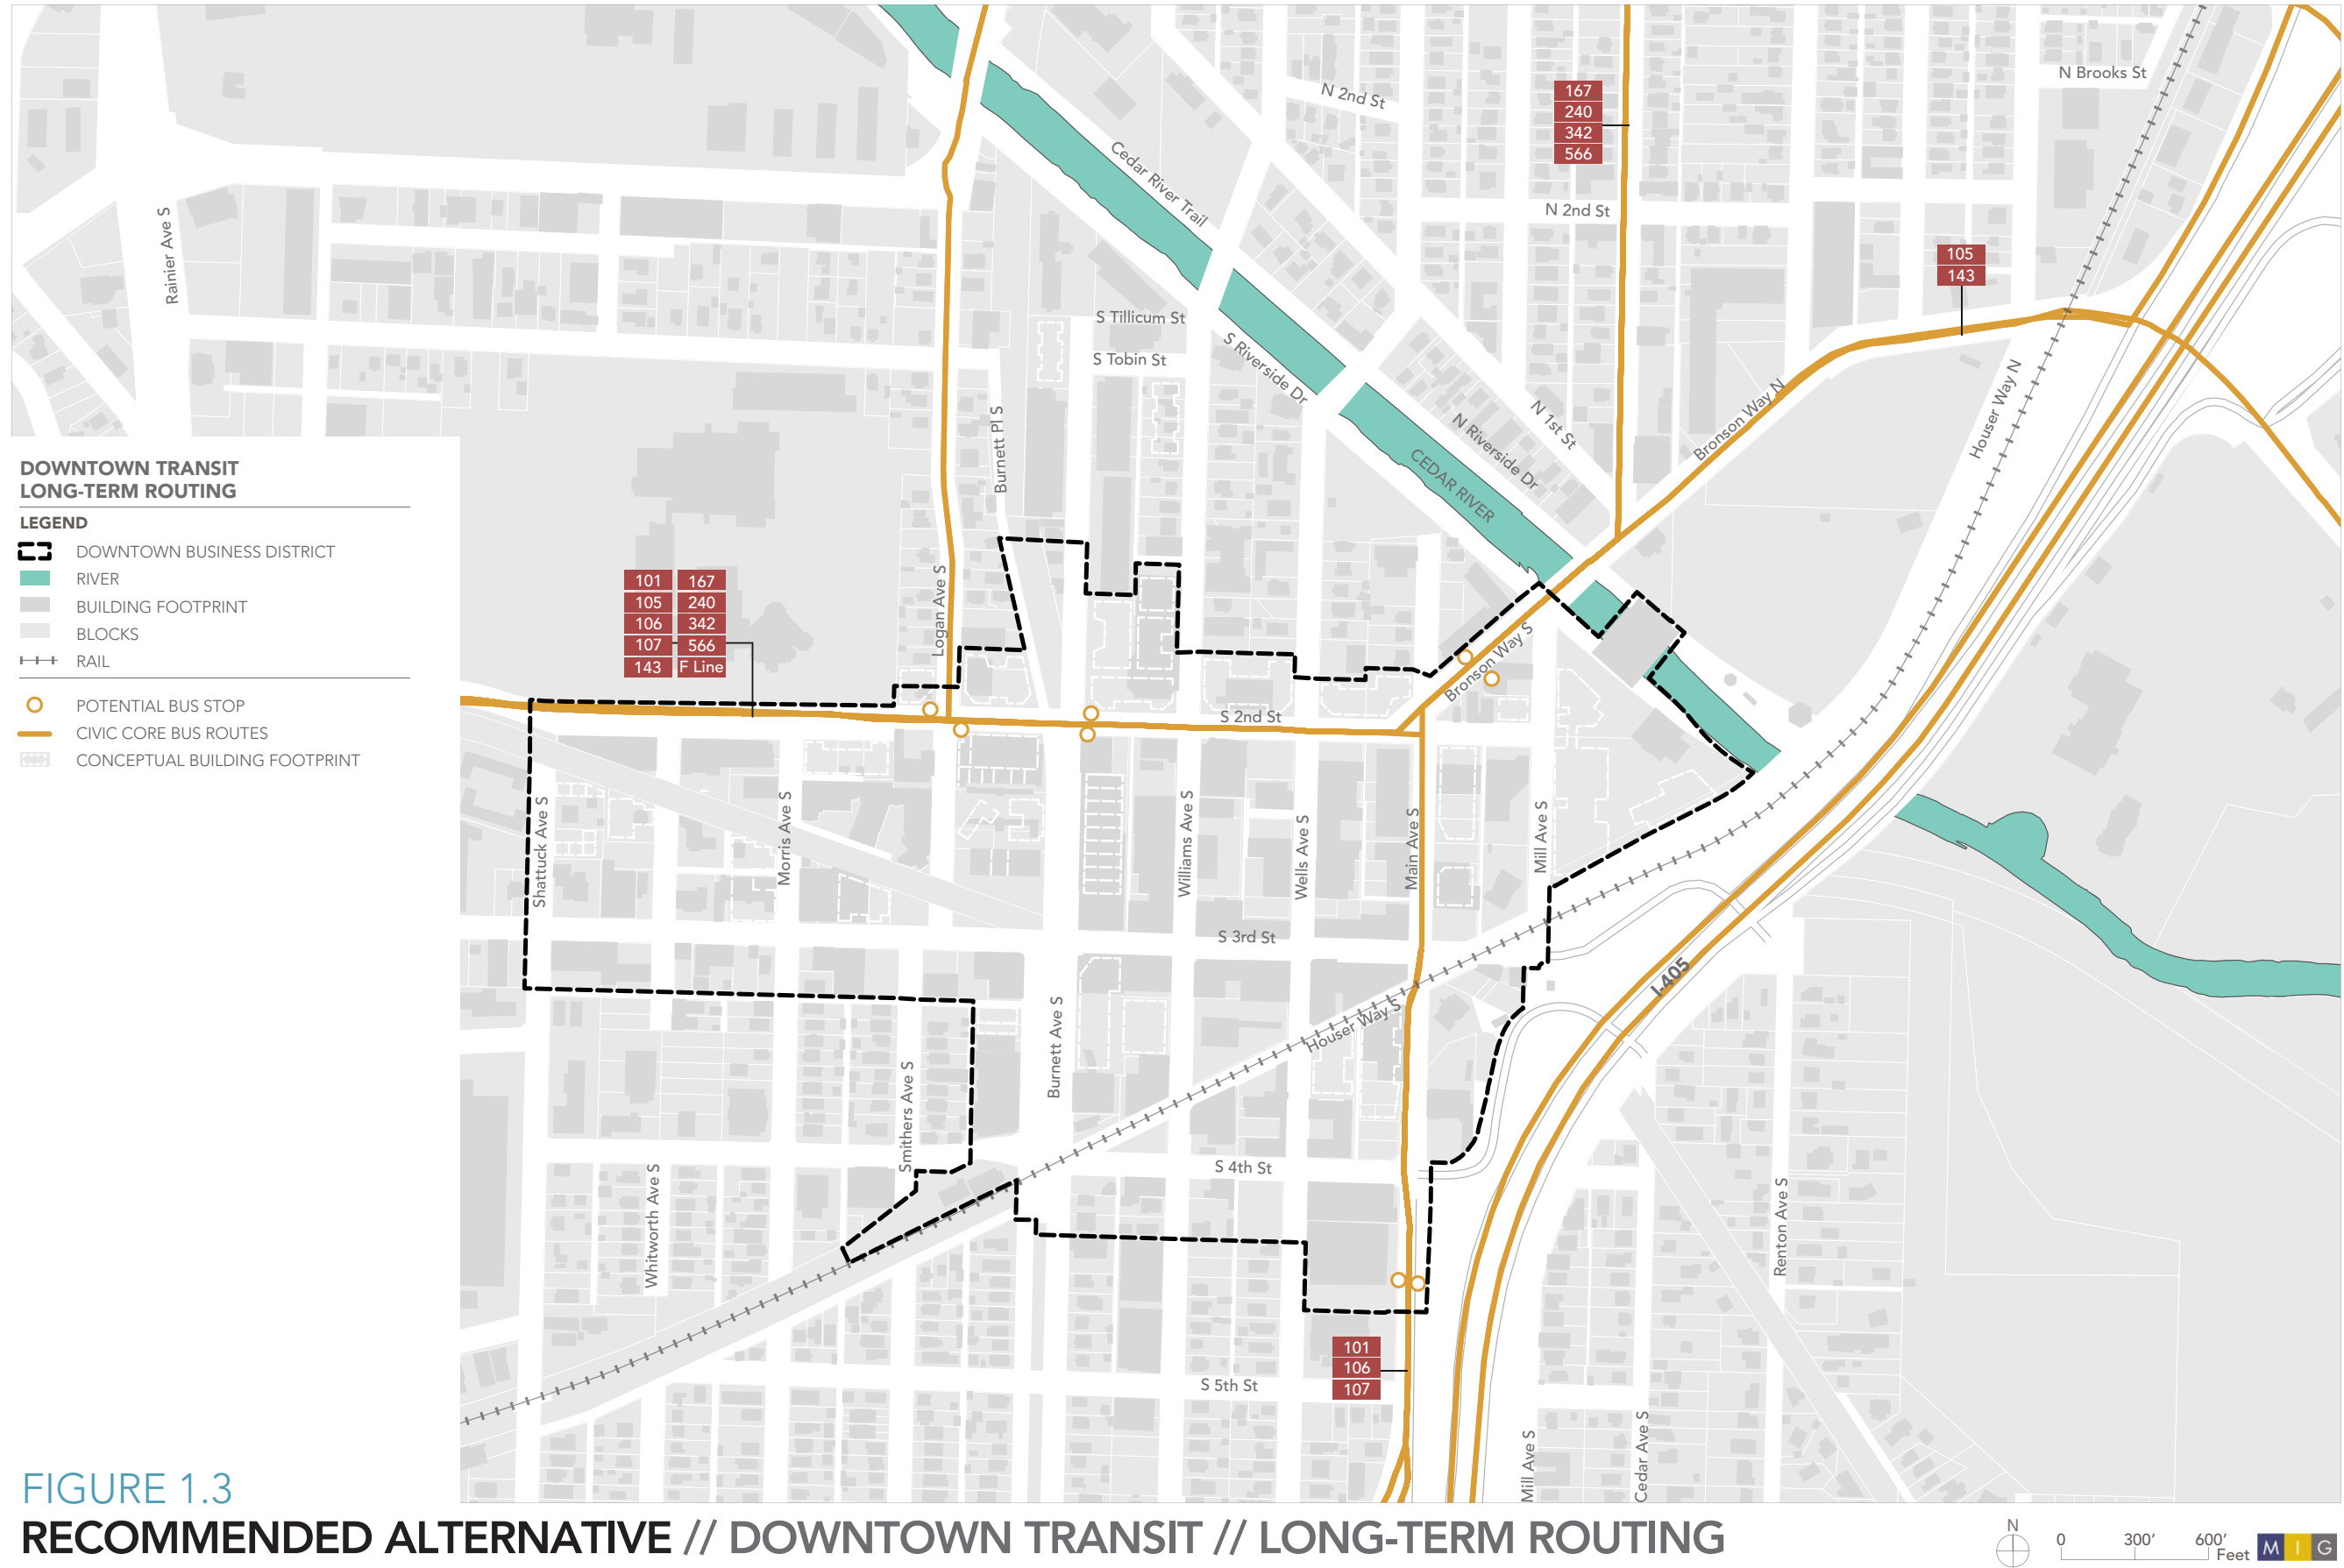 N Brooks St
N 2nd St
167
240
342
566
Cedar River Trail
N 2nd St
Rainier Ave S
105
143
S Tillicum St
S Tobin St
S Riverside Dr
N 1st St
N Riverside Dr
Bronson Way N
Houser Way N
CEDAR RIVER
Burnett Pl S
DOWNTOWN TRANSIT
LONG-TERM ROUTING
LEGEND
DOWNTOWN BUSINESS DISTRICT
RIVER
BUILDING FOOTPRINT
BLOCKS
RAIL
POTENTIAL BUS STOP
CIVIC CORE BUS ROUTES
CONCEPTUAL BUILDING FOOTPRINT
101 167
105 240
106 342
107 566
143 F Line
Logan Ave S
Bronson Way S
S 2nd St
Shattuck Ave S
Morris Ave S
Williams Ave S
Wells Ave S
Main Ave S
Mill Ave S
S 3rd St
I-405
Houser Way S
Burnett Ave S
Smithers Ave S
S 4th St
Whitworth Ave S
Renton Ave S
101
106
107
S 5th St
Mill Ave S
Cedar Ave S
FIGURE 1.3
RECOMMENDED ALTERNATIVE // DOWNTOWN TRANSIT // LONG-TERM ROUTING
N
0 300' 600'
Feet
M I G